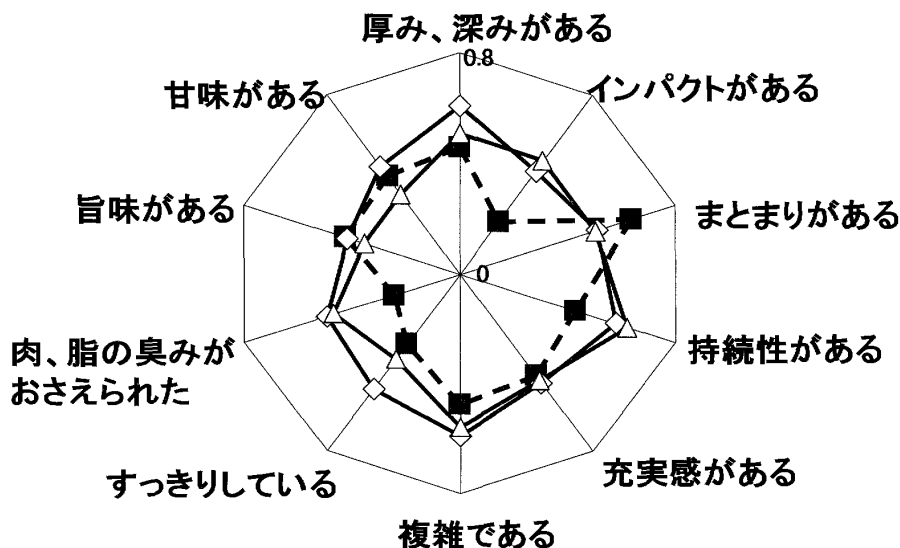 厚み、深みがある
0.8
甘味がある
インパクトがある
旨味がある
まとまりがある
0
肉、脂の臭みが
おさえられた
持続性がある
すっきりしている
充実感がある
複雑である